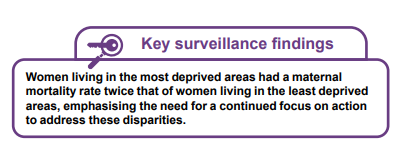 Key surveillance findings
Women living in the most deprived areas had a maternal
mortality rate twice that of women living in the least deprived
areas, emphasising the need for a continued focus on action
to address these disparities.